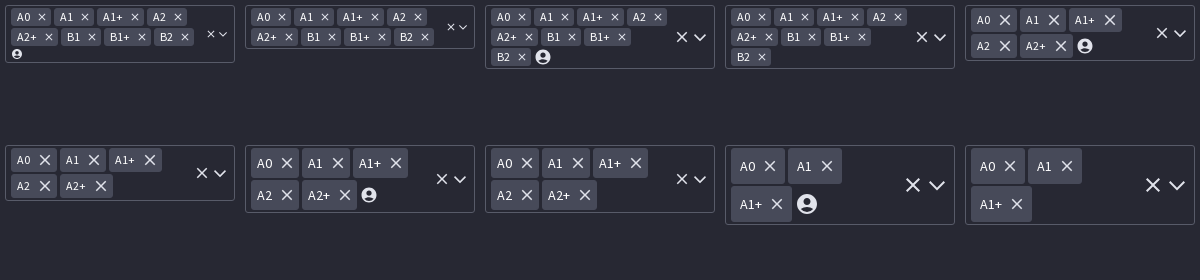 A0 A1 A1+ A2
A2+ B1 B1+ B2
A0 A1 A1+ A2
A2+ B1 B1+ B2
A0 A1 A1+ A2
A2+ B1 B1+
B2
A0 A1 A1+ A2
A2+ B1 B1+
B2
A0 A1 A1+
A2 A2+
A0 A1 A1+
A2 A2+
A0 A1 A1+
A2 A2+
A0 A1 A1+
A2 A2+
A0 A1
A1+
A0 A1
A1+